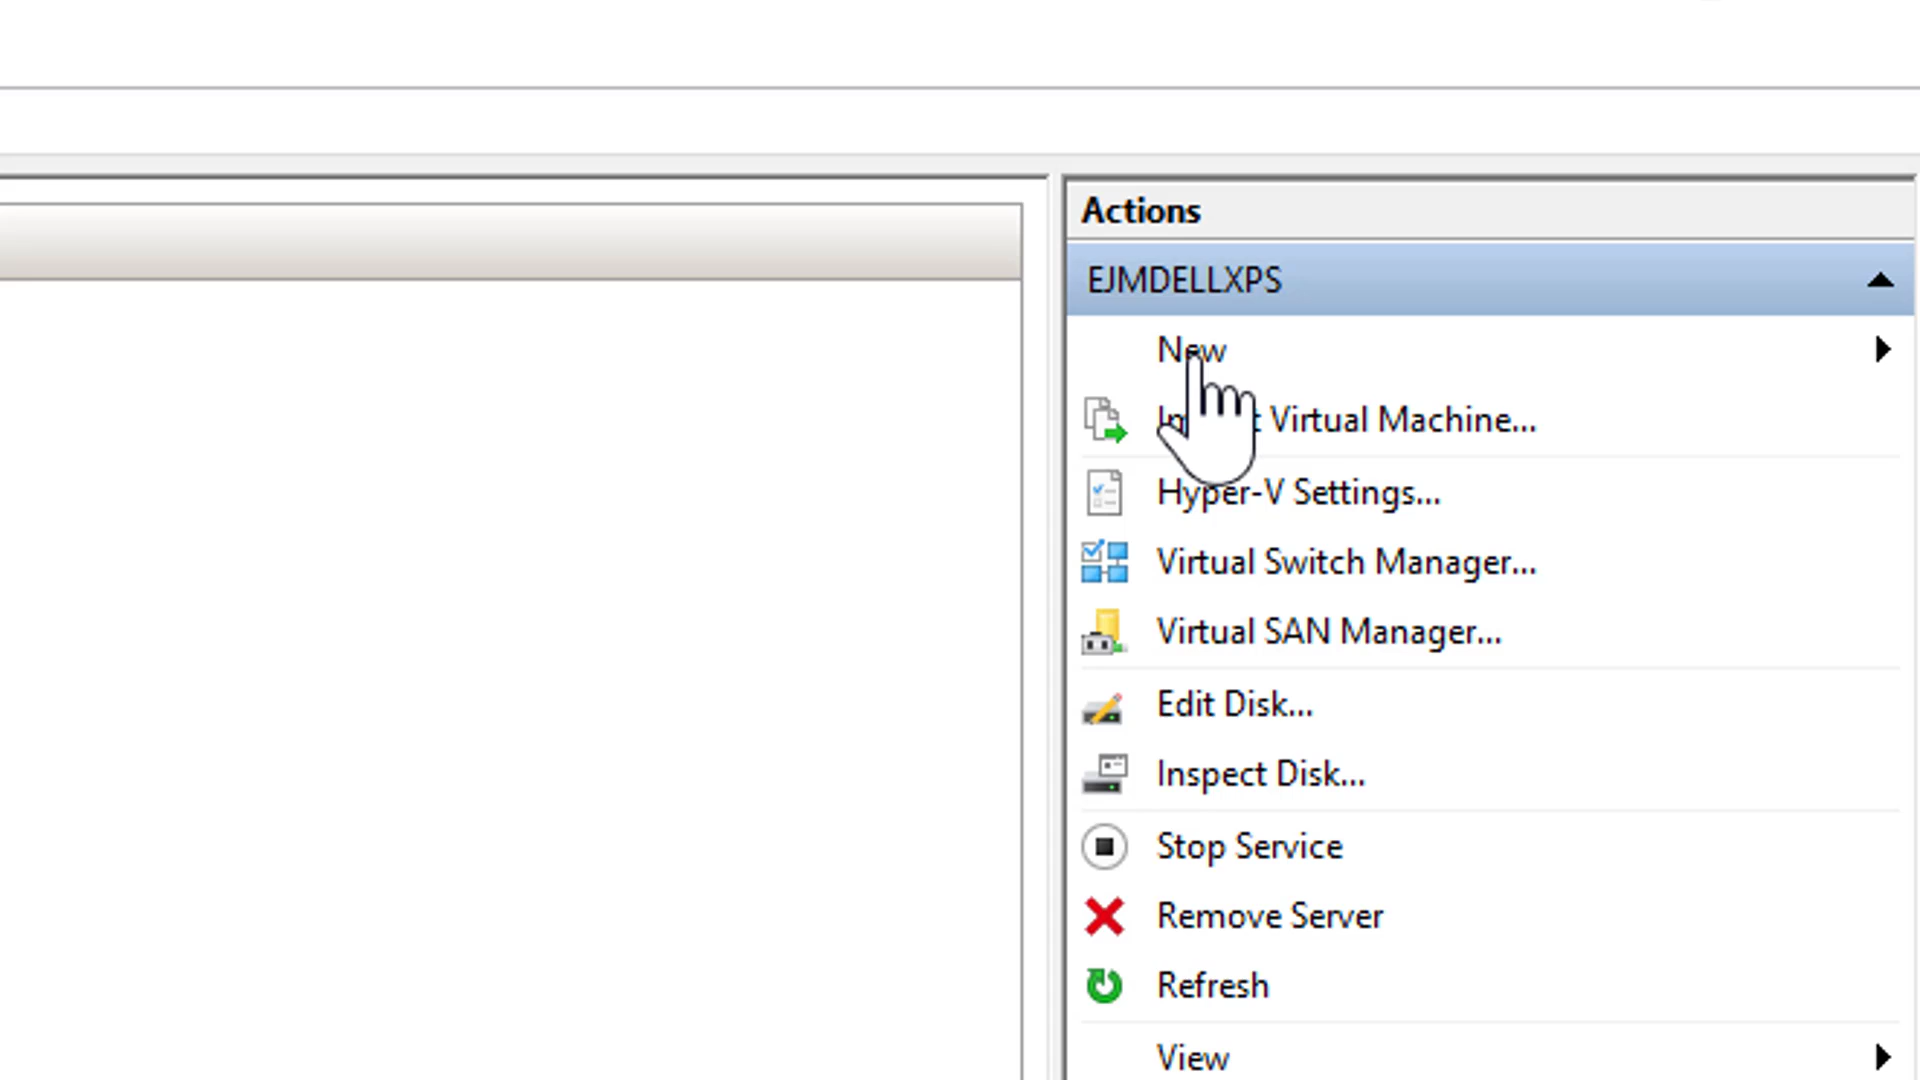 Actions
EJMDELLXPS
New
Virtual Machine...
Hyper-V Settings...
Virtual Switch Manager...
Virtual SAN Manager...
Edit Disk...
Inspect Disk...
Stop Service
Remove Server
Refresh
View